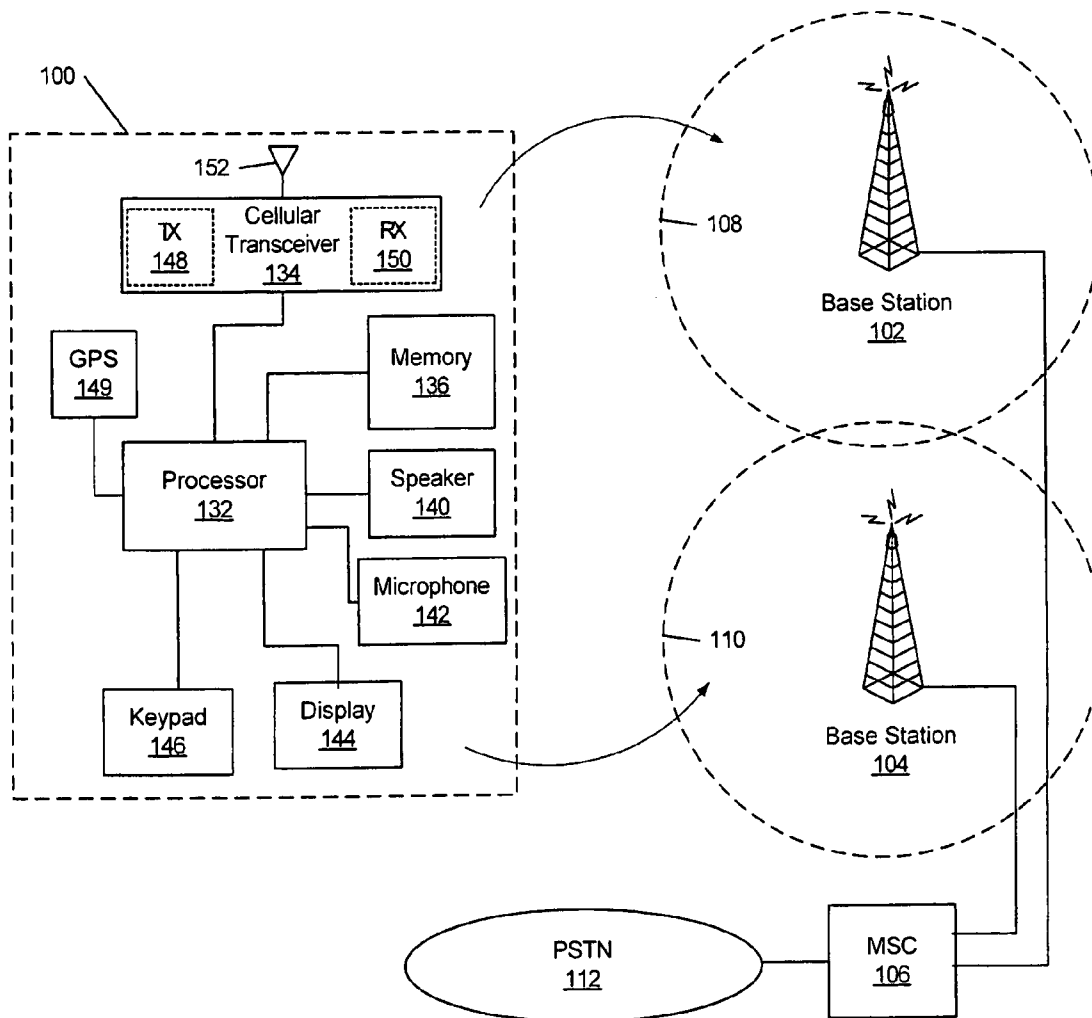 100
152
TX
148
Cellular
Transceiver
134
RX
150
GPS
149
Memory
136
Processor
132
Speaker
140
Microphone
142
Keypad
146
Display
144
108
Base Station
102
110
Base Station
104
PSTN
112
MSC
106